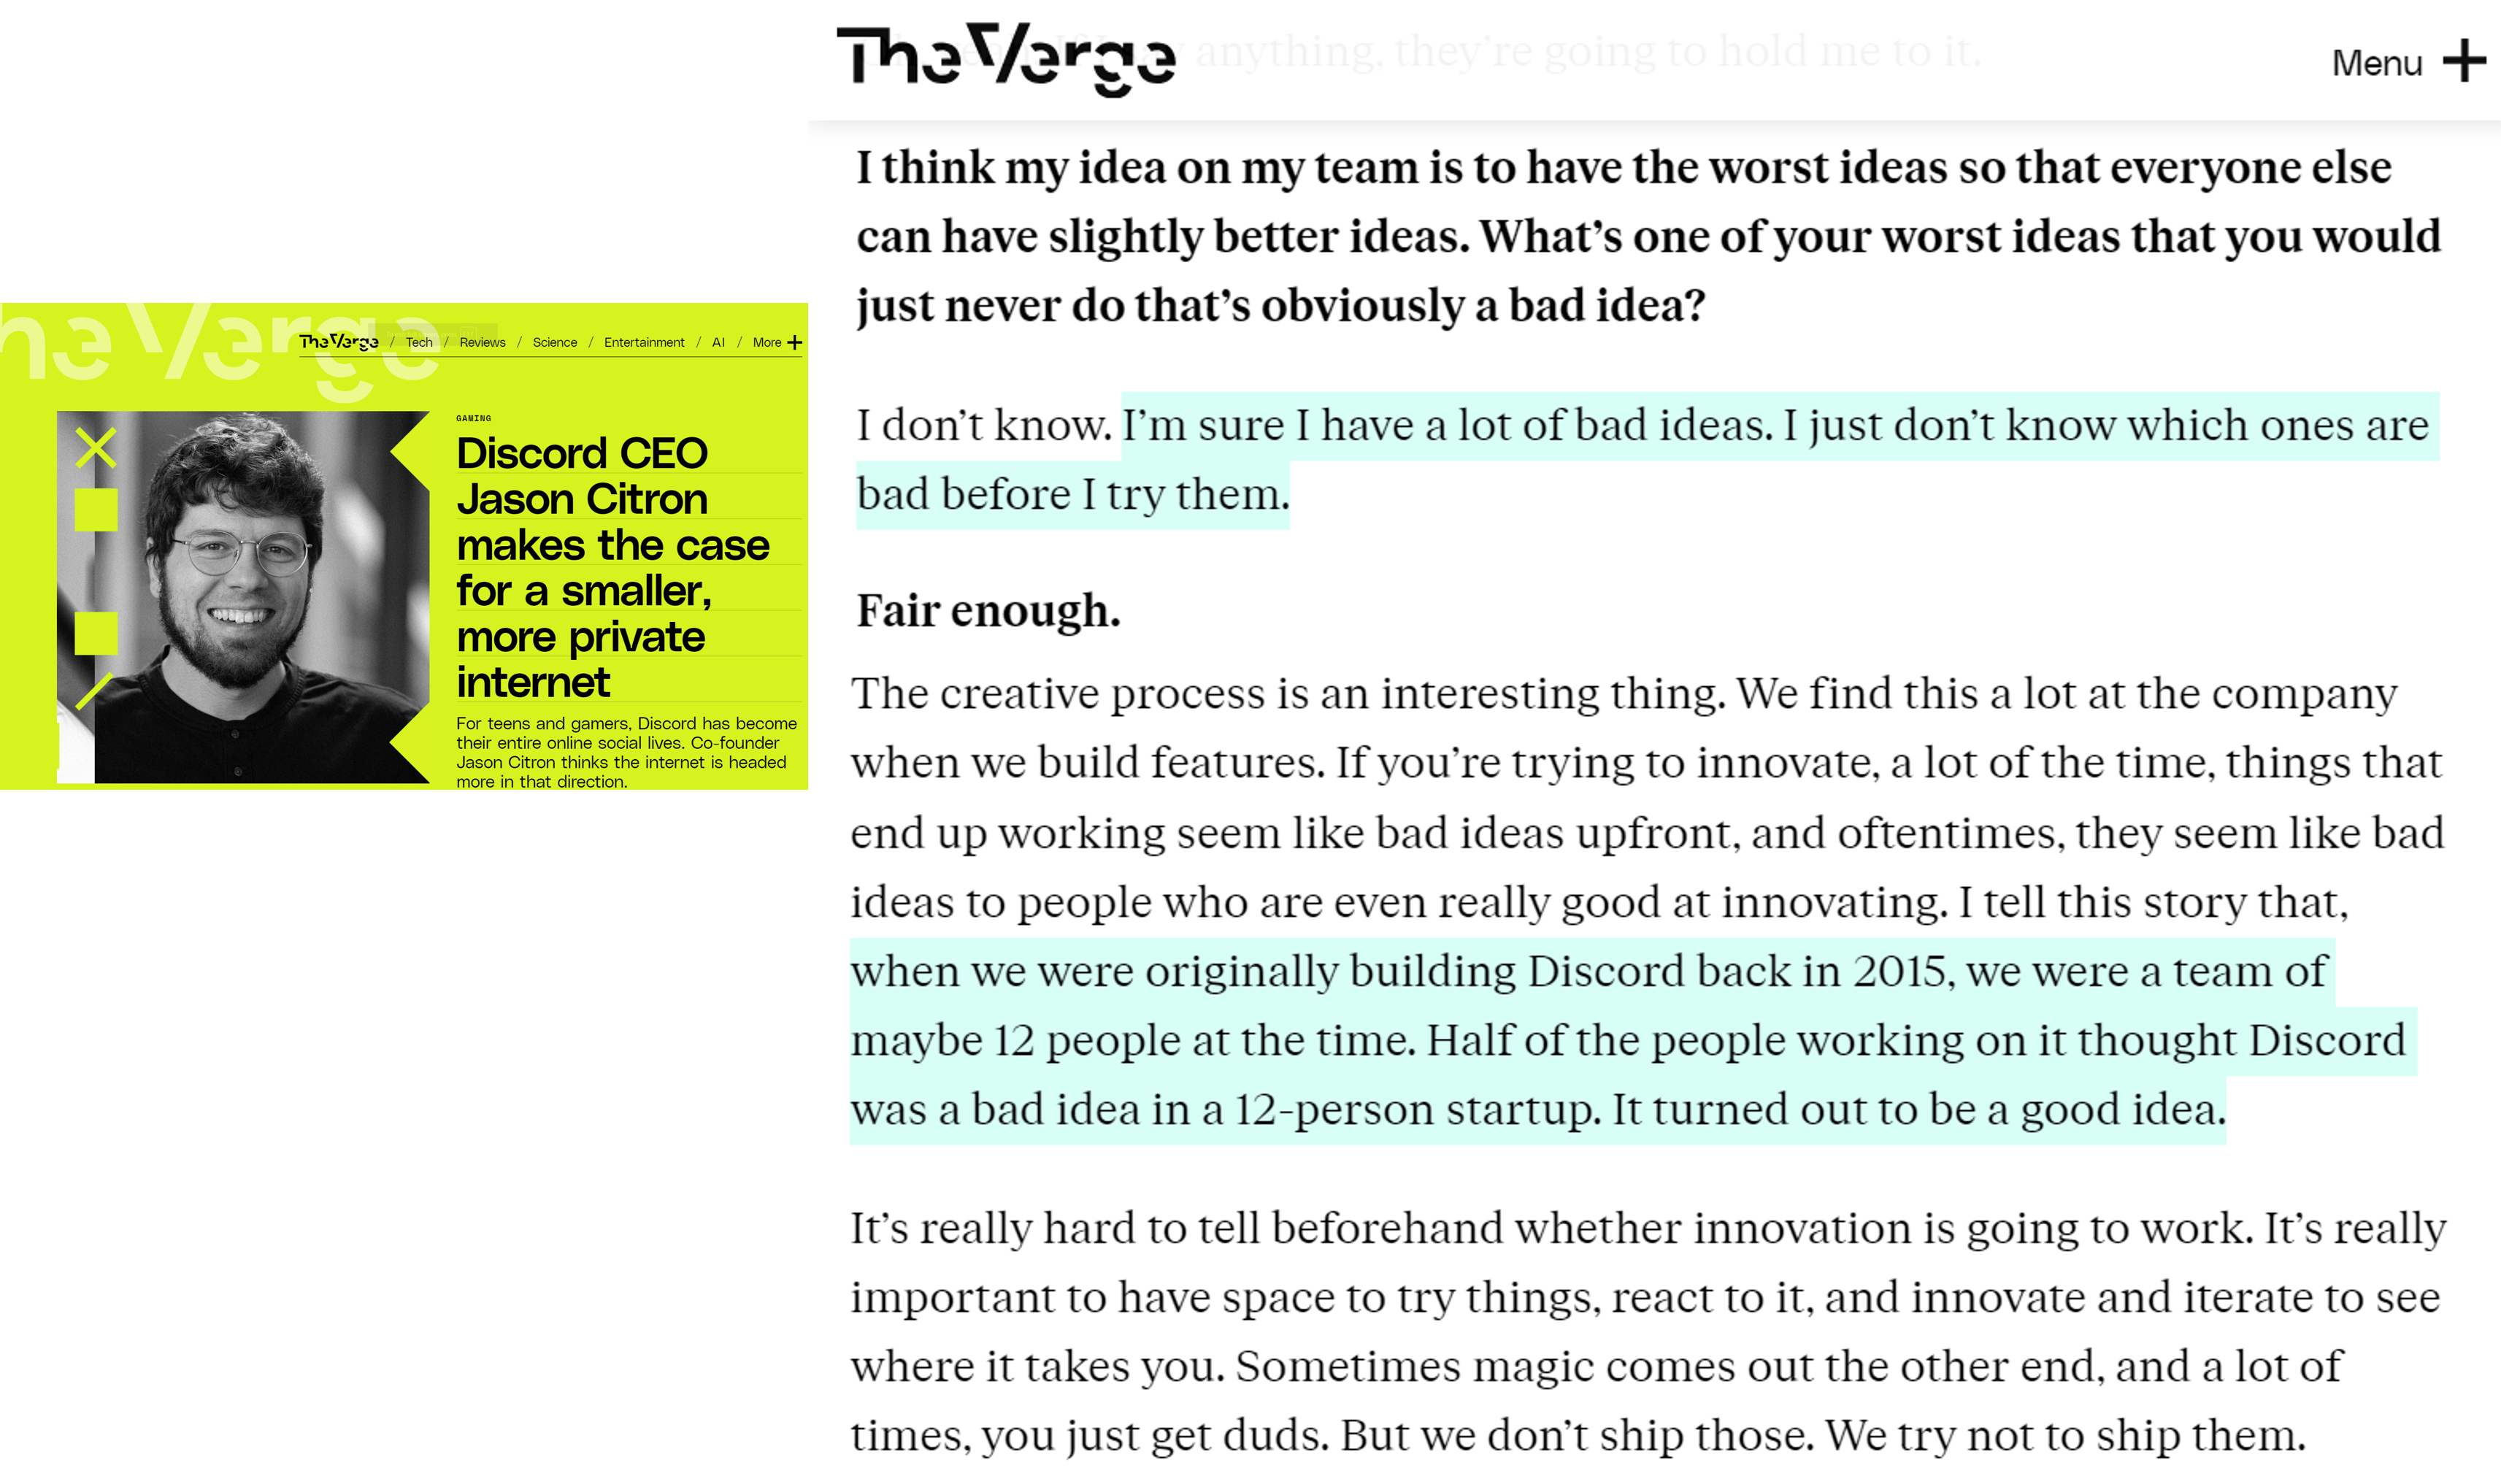 The Verge
The Verge / Tech / Reviews / Science / Entertainment / AI / More
GAMING
Discord CEO
Jason Citron
makes the case
for a smaller,
more private
internet
For teens and gamers, Discord has become
their entire online social lives. Co-founder
Jason Citron thinks the internet is headed
more in that direction.
The Verge
anything, they’re going to hold me to it.
Menu
I think my idea on my team is to have the worst ideas so that everyone else
can have slightly better ideas. What’s one of your worst ideas that you would
just never do that’s obviously a bad idea?
I don’t know. I’m sure I have a lot of bad ideas. I just don’t know which ones are
bad before I try them.
Fair enough.
The creative process is an interesting thing. We find this a lot at the company
when we build features. If you’re trying to innovate, a lot of the time, things that
end up working seem like bad ideas upfront, and oftentimes, they seem like bad
ideas to people who are even really good at innovating. I tell this story that,
when we were originally building Discord back in 2015, we were a team of
maybe 12 people at the time. Half of the people working on it thought Discord
was a bad idea in a 12-person startup. It turned out to be a good idea.
It’s really hard to tell beforehand whether innovation is going to work. It’s really
important to have space to try things, react to it, and innovate and iterate to see
where it takes you. Sometimes magic comes out the other end, and a lot of
times, you just get duds. But we don’t ship those. We try not to ship them.